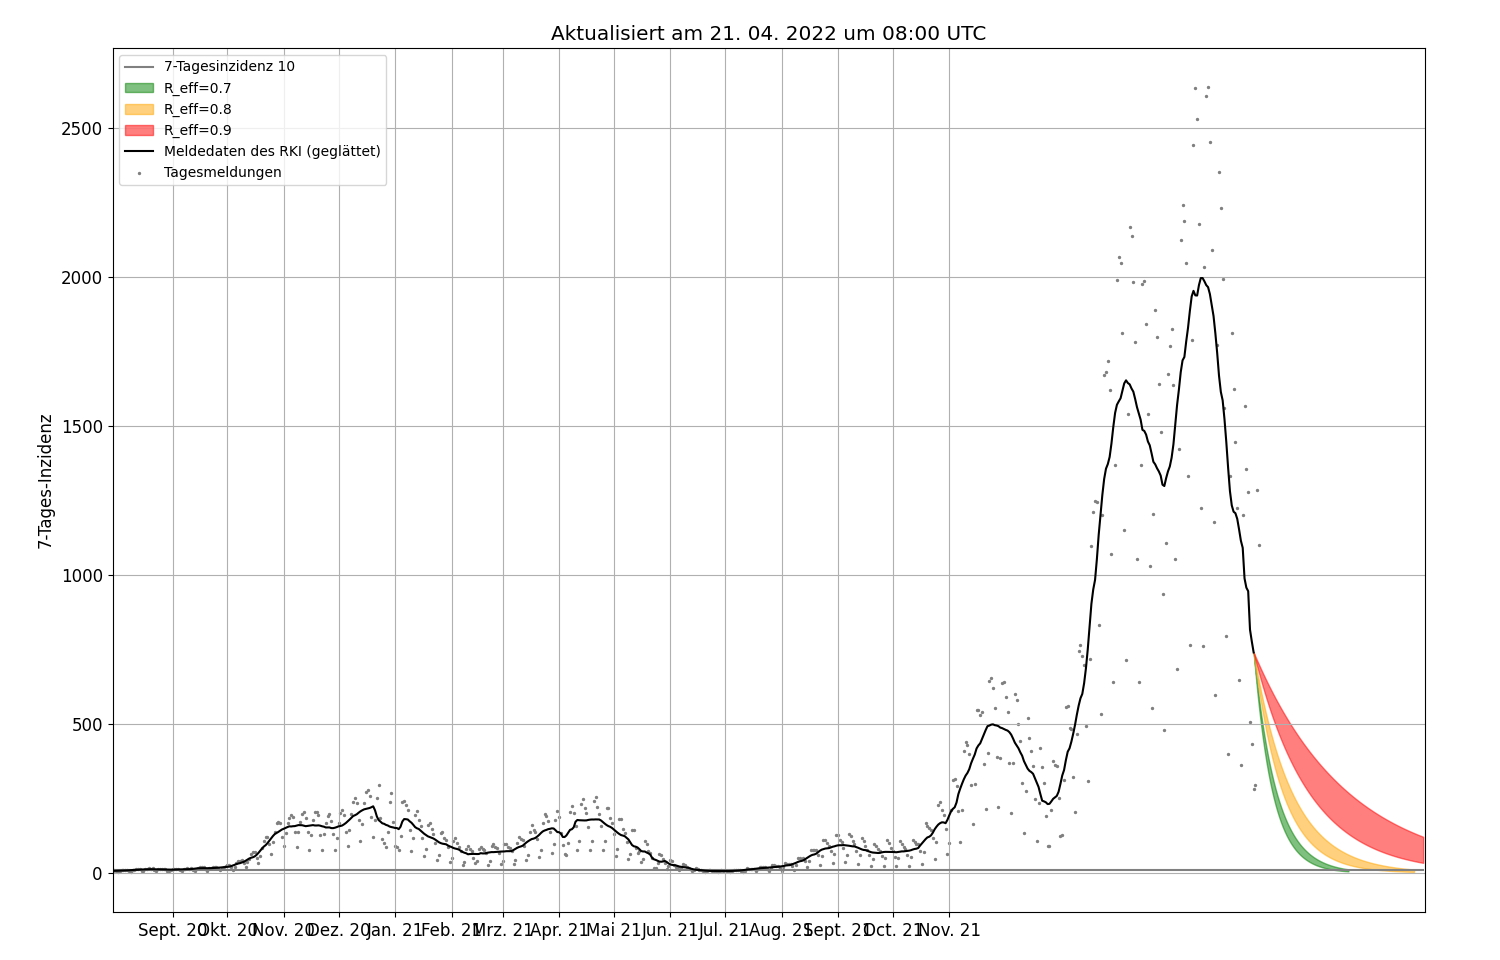 Aktualisiert am 21. 04. 2022 um 08:00 UTC
7-Tagesinzidenz 10
R_eff=0.7
R_eff=0.8
R_eff=0.9
Meldedaten des RKI (geglättet)
Tagesmeldungen
7-Tages-Inzidenz
2500
2000
1500
1000
500
0
Sept. 20 Okt. 20 Nov. 20 Dez. 20 Jan. 21 Feb. 21 Mrz. 21 Apr. 21 Mai 21 Jun. 21 Jul. 21 Aug. 21 Sept. 21 Oct. 21 Nov. 21